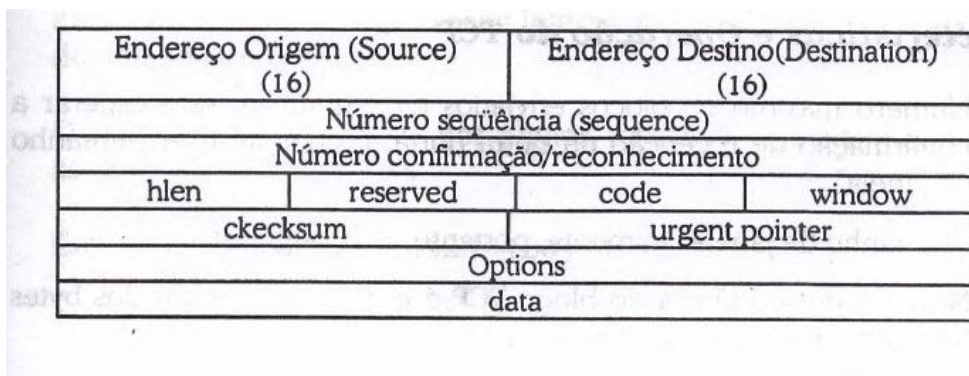 Endereço Origem (Source) Endereço Destino(Destination)
(16) (16)
Número seqüência (sequence)
Número confirmação/reconhecimento
hlen reserved code window
ckecksum urgent pointer
Options
data